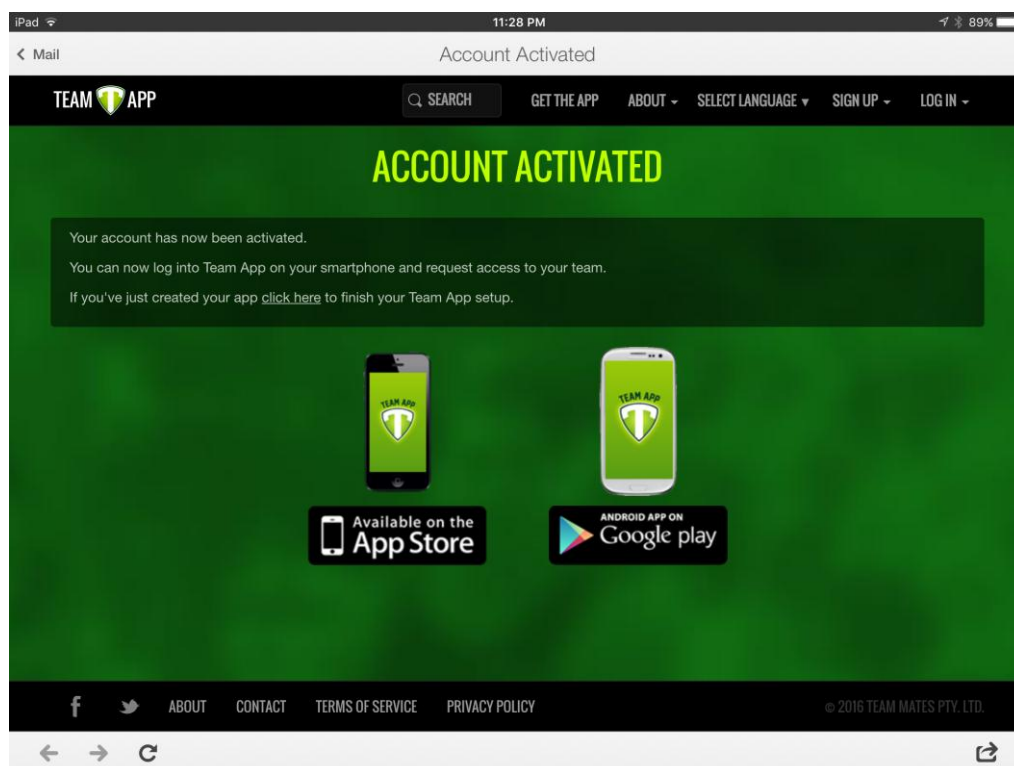 iPad 11:28 PM 89%
Mail Account Activated
TEAM T APP SEARCH GET THE APP ABOUT SELECT LANGUAGE ▼ SIGN UP LOG IN
ACCOUNT ACTIVATED
Your account has now been activated.
You can now log into Team App on your smartphone and request access to your team.
If you've just created your app click here to finish your Team App setup.
TEAM APP
T
TEAM APP
T
Available on the
App Store
ANDROID APP ON
Google play
f ABOUT CONTACT TERMS OF SERVICE PRIVACY POLICY © 2016 TEAM MATES PTY. LTD.